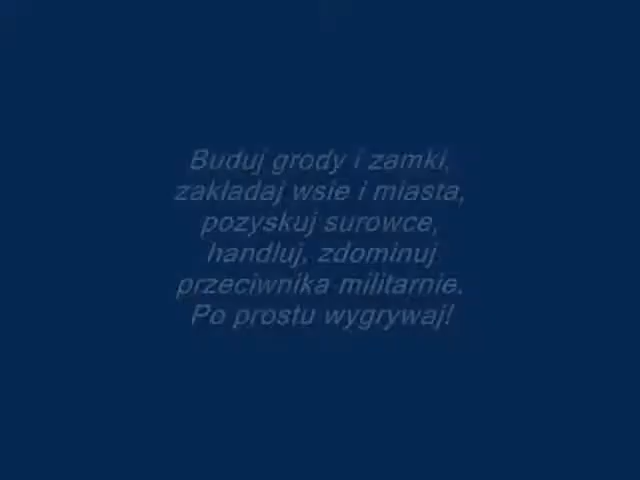 Buduj grody i zamki,
zakładaj wsie i miasta,
pozyskuj surowce,
handluj, zdominuj
przeciwnika militarnie.
Po prostu wygrywaj!